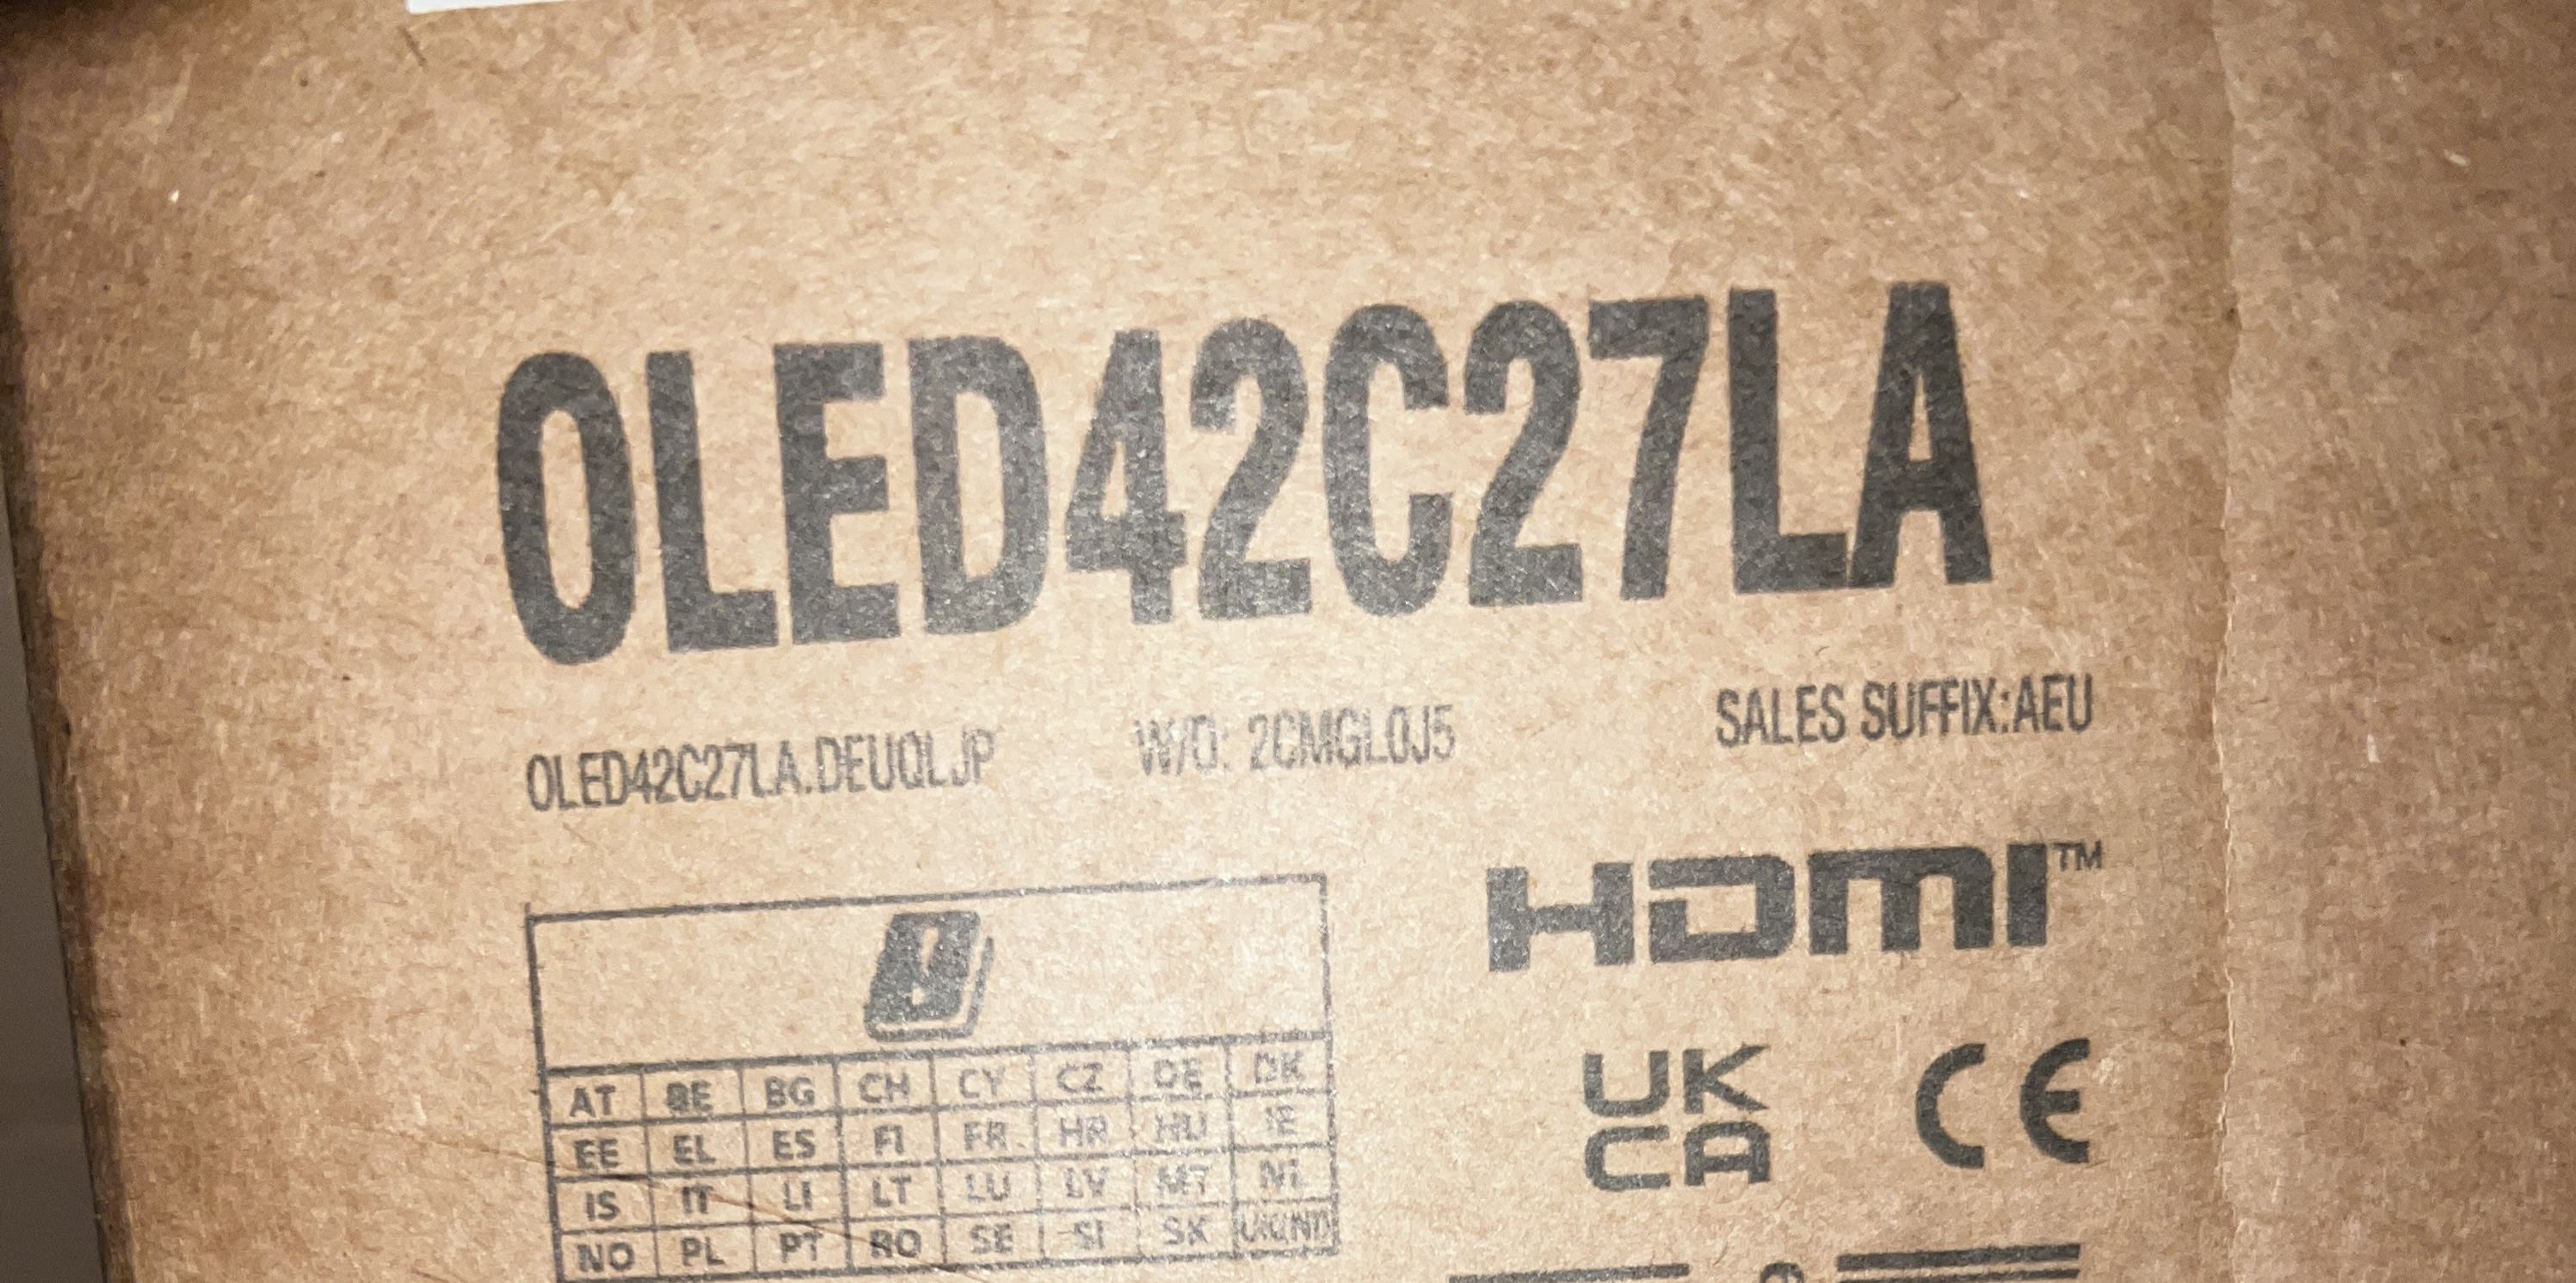 OLED42C27LA
OLED42C27LA.DEUQLJP W/O: 2CMGL0J5 SALES SUFFIX:AEU
HDMI™
!
AT BE BG CH CY CZ DE DK
EE EL ES FI FR HR HU IE
IS IT LI LT LU LV MT NL
NO PL PT RO SE SI SK
UK
CA
CE